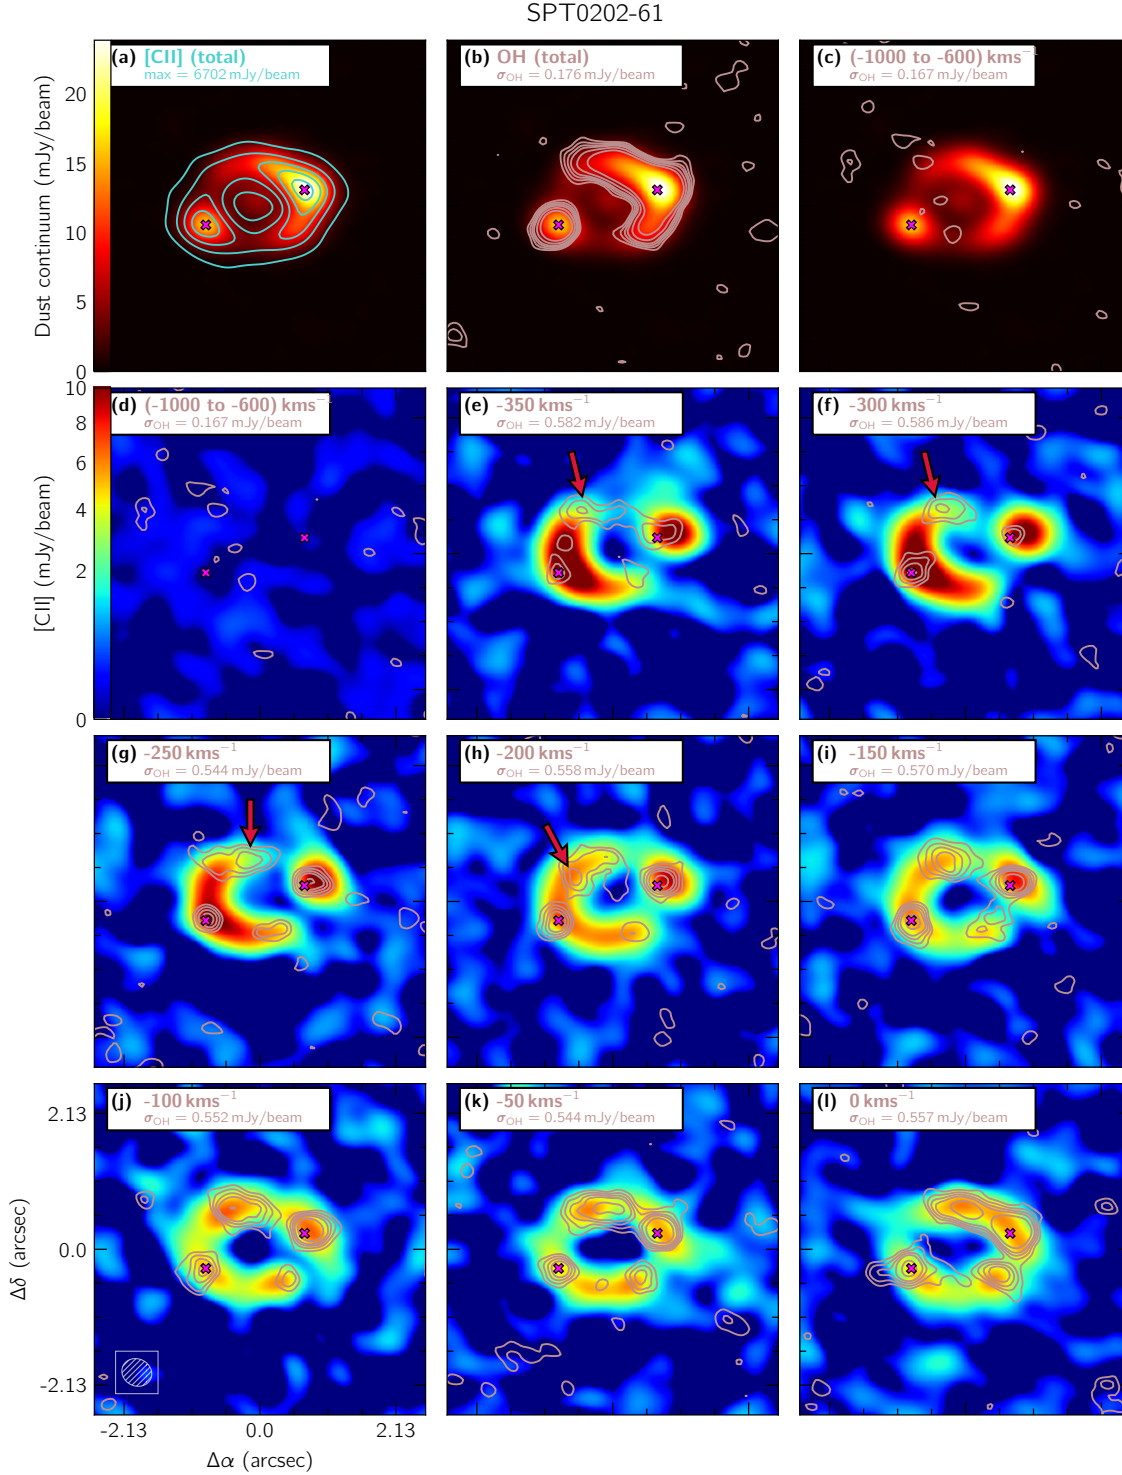 SPT0202-61
(a) [CII] (total)
max = 6702 mJy/beam
(b) OH (total)
σOH = 0.176 mJy/beam
(c) (-1000 to -600) kms⁻¹
σOH = 0.167 mJy/beam
Dust continuum (mJy/beam)
20
15
10
5
0
(d) (-1000 to -600) kms⁻¹
σOH = 0.167 mJy/beam
(e) -350 kms⁻¹
σOH = 0.582 mJy/beam
(f) -300 kms⁻¹
σOH = 0.586 mJy/beam
[CII] (mJy/beam)
10
8
6
4
2
0
(g) -250 kms⁻¹
σOH = 0.544 mJy/beam
(h) -200 kms⁻¹
σOH = 0.558 mJy/beam
(i) -150 kms⁻¹
σOH = 0.570 mJy/beam
(j) -100 kms⁻¹
σOH = 0.552 mJy/beam
(k) -50 kms⁻¹
σOH = 0.544 mJy/beam
(l) 0 kms⁻¹
σOH = 0.557 mJy/beam
Δδ (arcsec)
2.13
0.0
-2.13
-2.13 0.0 2.13
Δα (arcsec)